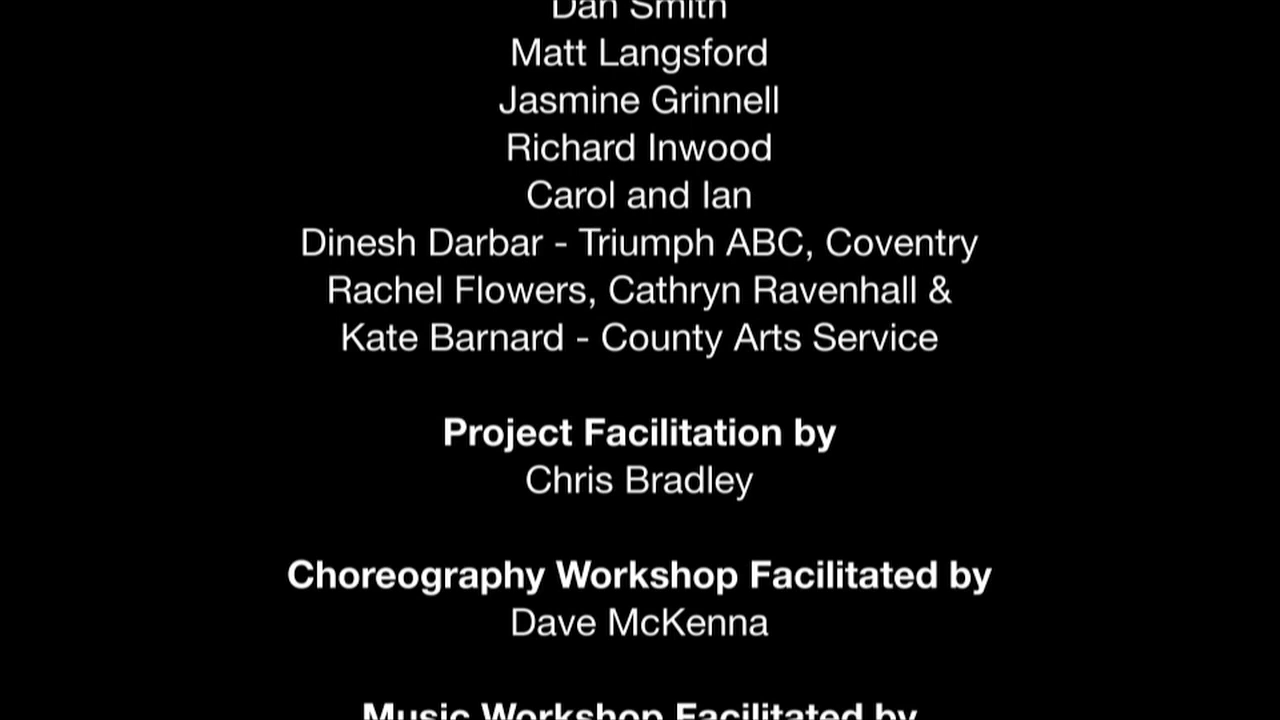 Dan Smith
Matt Langsford
Jasmine Grinnell
Richard Inwood
Carol and Ian
Dinesh Darbar - Triumph ABC, Coventry
Rachel Flowers, Cathryn Ravenhall &
Kate Barnard - County Arts Service
Project Facilitation by
Chris Bradley
Choreography Workshop Facilitated by
Dave McKenna
Music Workshop Facilitated by